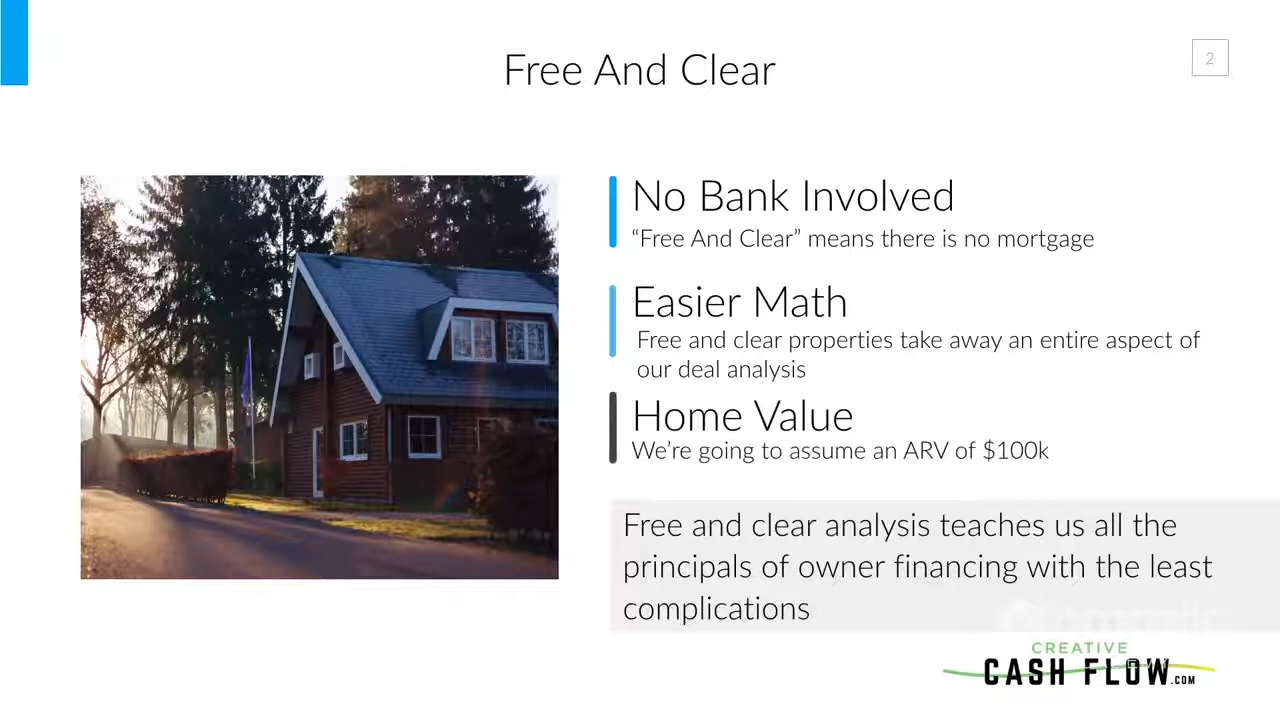 Free And Clear
2
No Bank Involved
“Free And Clear” means there is no mortgage
Easier Math
Free and clear properties take away an entire aspect of
our deal analysis
Home Value
We’re going to assume an ARV of $100k
Free and clear analysis teaches us all the
principals of owner financing with the least
complications
CREATIVE
CASH FLOW.COM